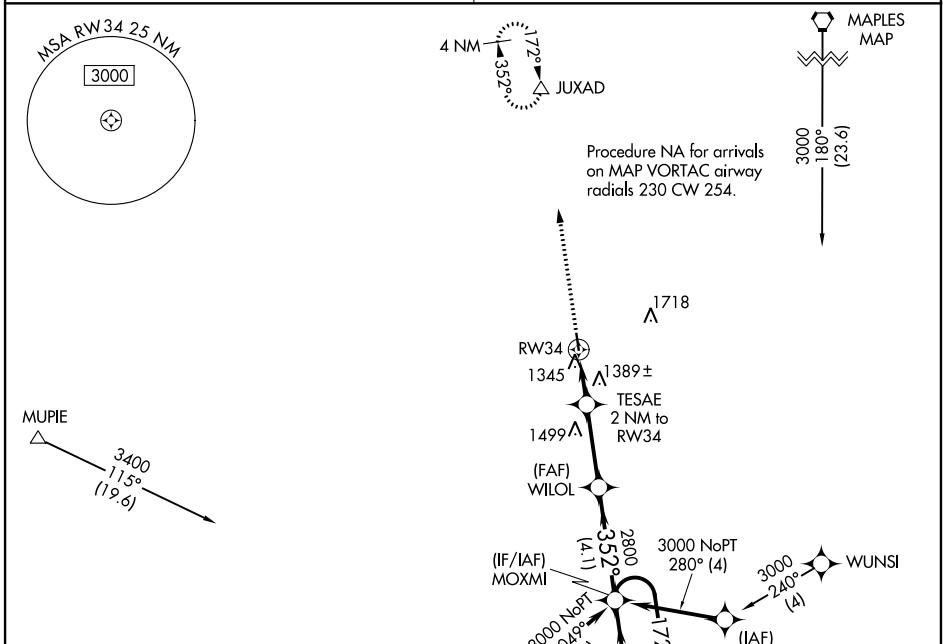 MSA RW34 25 NM
3000
4 NM
172°
352°
JUXAD
MAPLES
MAP
3000
180°
(23.6)
Procedure NA for arrivals
on MAP VORTAC airway
radials 230 CW 254.
1718
RW34
1345
1389±
TESAE
2 NM to
RW34
1499
MUPIE
3400
115°
(19.6)
(FAF)
WILOL
2800
352°
(4.1)
(IF/IAF)
MOXMI
3000 NoPT
280° (4)
3000
240°
(4)
WUNSI
NoPT
(IAF)